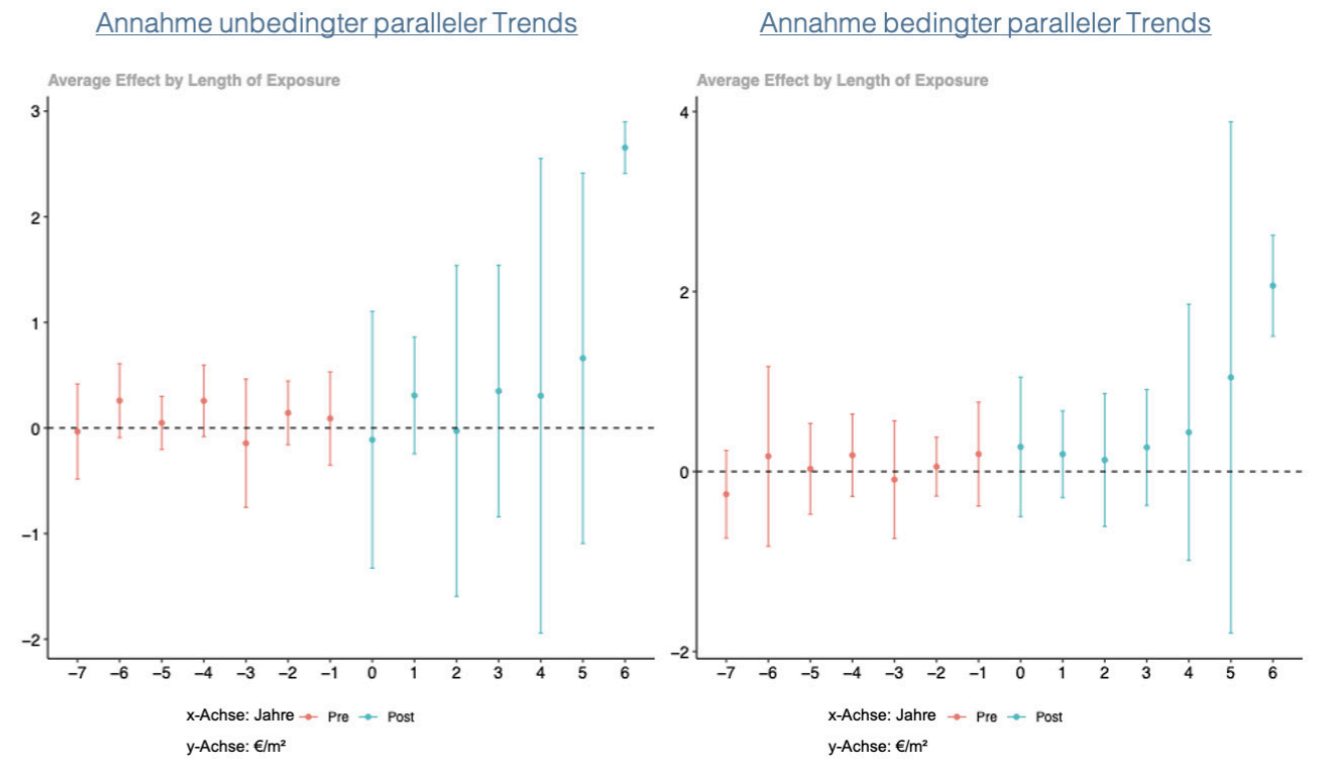 Annahme unbedingter paralleler Trends
Average Effect by Length of Exposure
3
2
1
0
−1
−2
−7 −6 −5 −4 −3 −2 −1 0 1 2 3 4 5 6
x-Achse: Jahre Pre Post
y-Achse: €/m²
Annahme bedingter paralleler Trends
Average Effect by Length of Exposure
4
2
0
−2
−7 −6 −5 −4 −3 −2 −1 0 1 2 3 4 5 6
x-Achse: Jahre Pre Post
y-Achse: €/m²